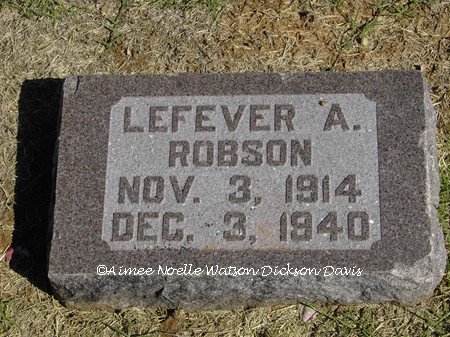 LEFEVER A.
ROBSON
NOV. 3, 1914
DEC. 3, 1940
©Aimee Noelle Watson Dickson Davis